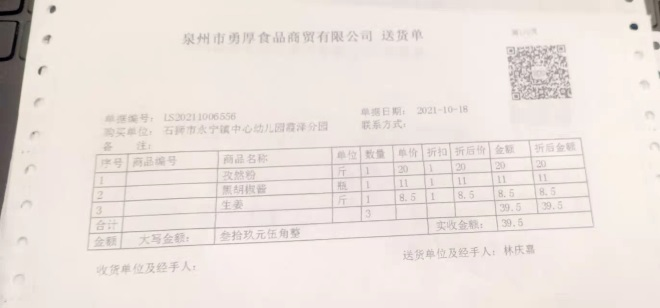 泉州市勇厚食品商贸有限公司 送货单
单据编号： LS20211006556 单据日期： 2021-10-18
购买单位： 石狮市永宁镇中心幼儿园霞泽分园 联系方式：
备 注：
序号 商品编号 商品名称 单位 数量 单价 折扣 折后价 金额 折后金额
1 孜然粉 斤 1 20 1 20 20 20
2 黑胡椒酱 瓶 1 11 1 11 11 11
3 生姜 斤 1 8.5 1 8.5 8.5 8.5
合计 3 39.5 39.5
金额 大写金额： 叁拾玖元伍角整 实收金额： 39.5
收货单位及经手人： 送货单位及经手人： 林庆嘉